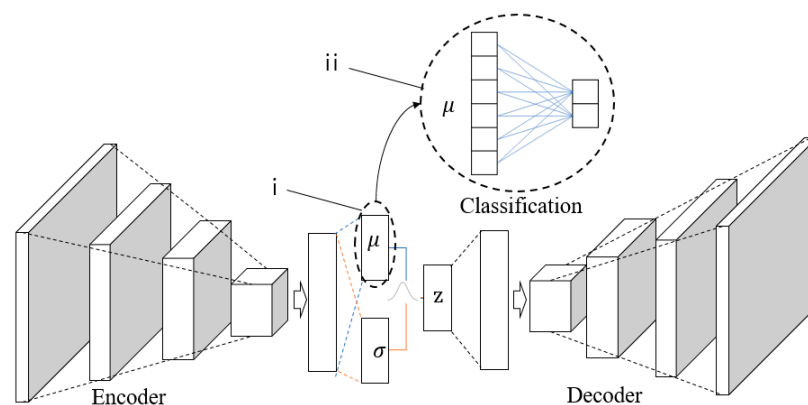 ii
μ
i
Classification
μ
z
σ
Encoder
Decoder